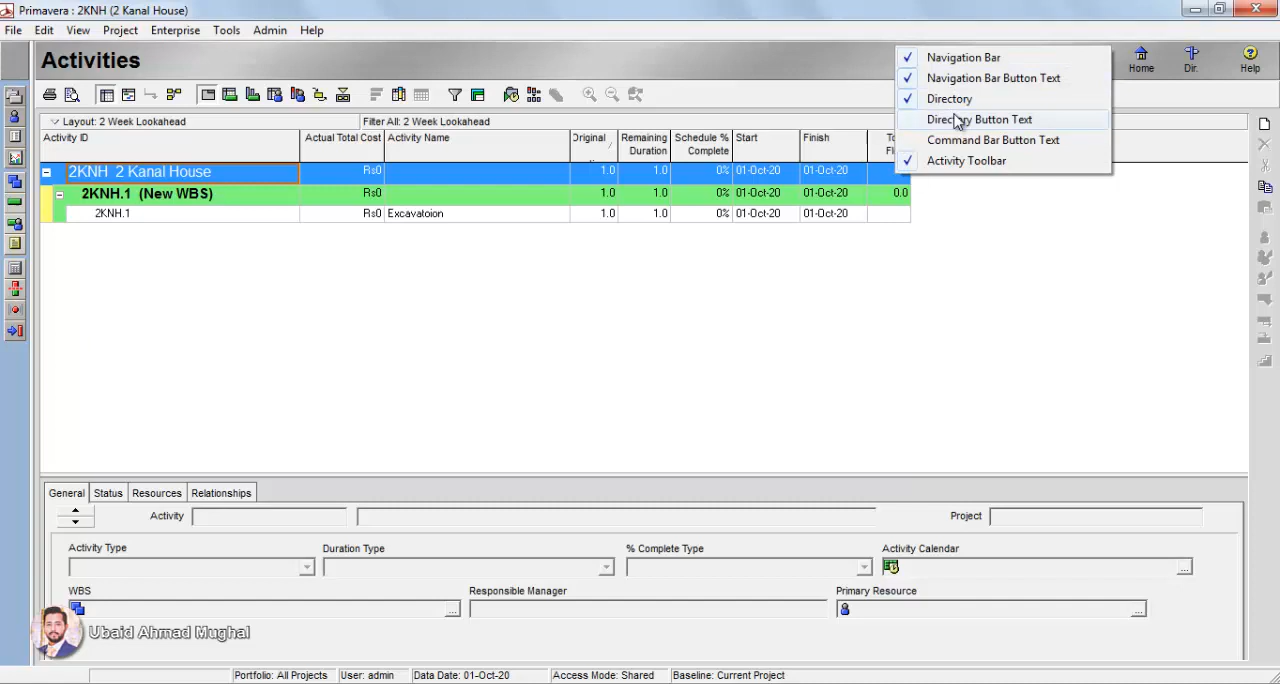 Primavera : 2KNH (2 Kanal House)
File Edit View Project Enterprise Tools Admin Help
Activities
Home Dir. Help
Navigation Bar
Navigation Bar Button Text
Directory
Directory Button Text
Command Bar Button Text
Activity Toolbar
Layout: 2 Week Lookahead Filter All: 2 Week Lookahead
Activity ID Actual Total Cost Activity Name Original Remaining Duration Schedule % Complete Start Finish
2KNH 2 Kanal House Rs0 1.0 1.0 0% 01-Oct-20 01-Oct-20
2KNH.1 (New WBS) Rs0 1.0 1.0 0% 01-Oct-20 01-Oct-20 0.0
2KNH.1 Rs0 Excavatoion 1.0 1.0 0% 01-Oct-20 01-Oct-20
General Status Resources Relationships
Activity Project
Activity Type Duration Type % Complete Type Activity Calendar
WBS Responsible Manager Primary Resource
Ubaid Ahmad Mughal
Portfolio: All Projects User: admin Data Date: 01-Oct-20 Access Mode: Shared Baseline: Current Project